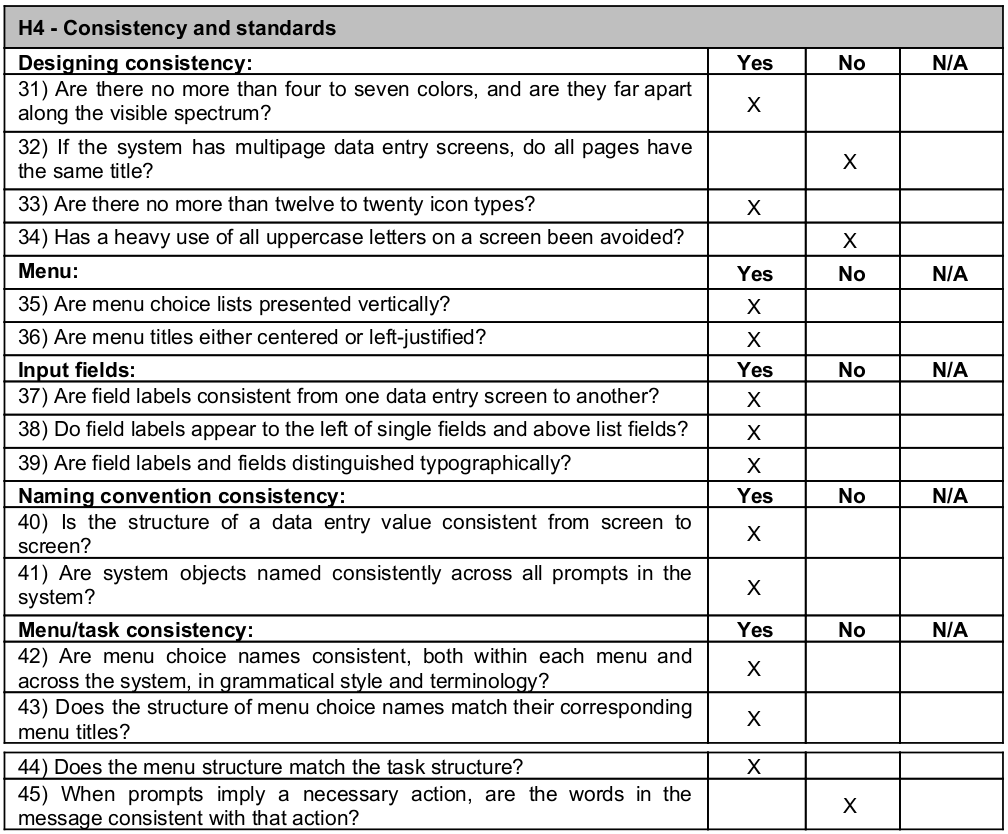 H4 - Consistency and standards
Designing consistency: Yes No N/A
31) Are there no more than four to seven colors, and are they far apart
along the visible spectrum? X
32) If the system has multipage data entry screens, do all pages have
the same title? X
33) Are there no more than twelve to twenty icon types? X
34) Has a heavy use of all uppercase letters on a screen been avoided? X
Menu: Yes No N/A
35) Are menu choice lists presented vertically? X
36) Are menu titles either centered or left-justified? X
Input fields: Yes No N/A
37) Are field labels consistent from one data entry screen to another? X
38) Do field labels appear to the left of single fields and above list fields? X
39) Are field labels and fields distinguished typographically? X
Naming convention consistency: Yes No N/A
40) Is the structure of a data entry value consistent from screen to
screen? X
41) Are system objects named consistently across all prompts in the
system? X
Menu/task consistency: Yes No N/A
42) Are menu choice names consistent, both within each menu and
across the system, in grammatical style and terminology? X
43) Does the structure of menu choice names match their corresponding
menu titles? X
44) Does the menu structure match the task structure? X
45) When prompts imply a necessary action, are the words in the
message consistent with that action? X